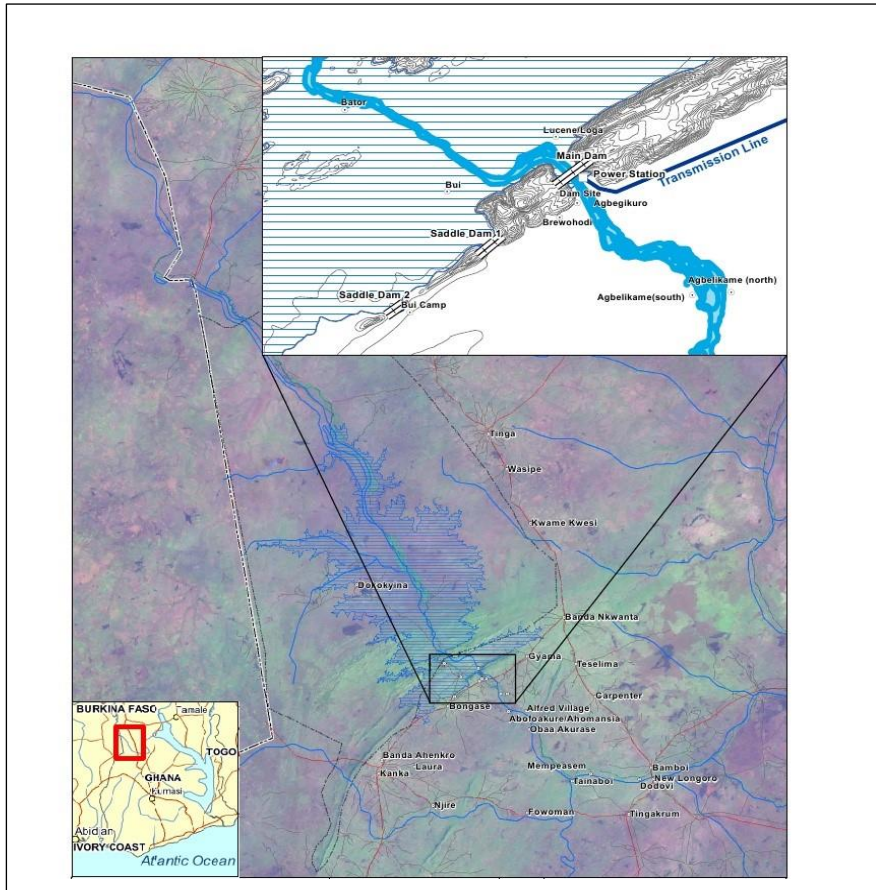 Bator
Lucene/Loga
Main Dam
Power Station
Transmission Line
Bui
Dam Site
Agbegikuro
Brewohodi
Saddle Dam 1
Agbelikame (north)
Saddle Dam 2
Agbelikame(south)
Bui Camp
Tinga
Wasipe
Kwame Kwesi
Dokokyina
Banda Nkwanta
Gyama
Teselima
Carpenter
Bongase
Alfred Village
Abofoakure/Ahomansia
Obaa Akurase
Banda Ahenkro
Laura
Kanka
Mempeasem
Bamboi
Tainaboi
New Longoro
Dodovi
Njire
Fowoman
Tingakrum
BURKINA FASO
Tamale
TOGO
GHANA
Kumasi
Abidjan
IVORY COAST
Atlantic Ocean